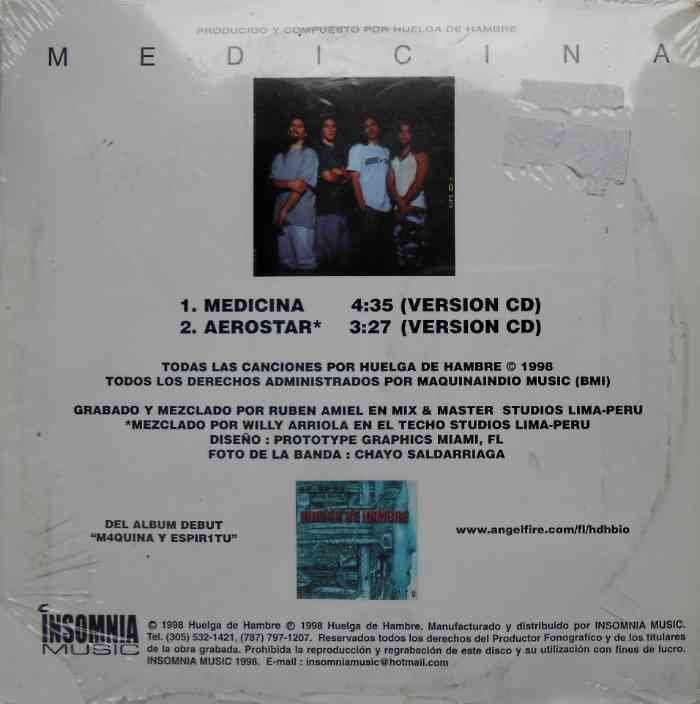 PRODUCIDO Y COMPUESTO POR HUELGA DE HAMBRE
MEDICINA
1. MEDICINA 4:35 (VERSION CD)
2. AEROSTAR* 3:27 (VERSION CD)
TODAS LAS CANCIONES POR HUELGA DE HAMBRE © 1998
TODOS LOS DERECHOS ADMINISTRADOS POR MAQUINAINDIO MUSIC (BMI)
GRABADO Y MEZCLADO POR RUBEN AMIEL EN MIX & MASTER STUDIOS LIMA-PERU
*MEZCLADO POR WILLY ARRIOLA EN EL TECHO STUDIOS LIMA-PERU
DISEÑO : PROTOTYPE GRAPHICS MIAMI, FL
FOTO DE LA BANDA : CHAYO SALDARRIAGA
HUELGA DE HAMBRE
DEL ALBUM DEBUT
"M4QUINA Y ESPIR1TU"
www.angelfire.com/fl/hdhbio
INSOMNIA
MUSIC
© 1998 Huelga de Hambre ℗ 1998 Huelga de Hambre. Manufacturado y distribuido por INSOMNIA MUSIC.
Tel. (305) 532-1421, (787) 797-1207. Reservados todos los derechos del Productor Fonografíco y de los titulares
de la obra grabada. Prohibida la reproducción y regrabación de este disco y su utilización con fines de lucro.
INSOMNIA MUSIC 1998. E-mail : insomniamusic@hotmail.com